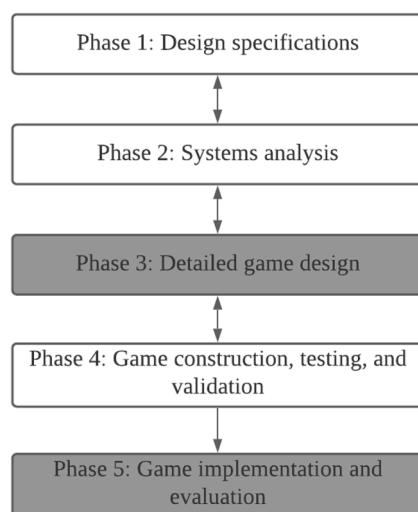 Phase 1: Design specifications
Phase 2: Systems analysis
Phase 3: Detailed game design
Phase 4: Game construction, testing, and
validation
Phase 5: Game implementation and
evaluation